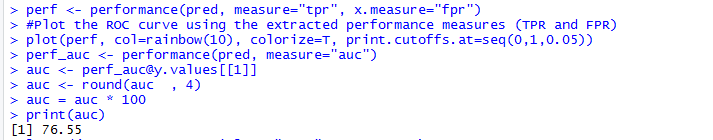 > perf <- performance(pred, measure="tpr", x.measure="fpr")
> #Plot the ROC curve using the extracted performance measures (TPR and FPR)
> plot(perf, col=rainbow(10), colorize=T, print.cutoffs.at=seq(0,1,0.05))
> perf_auc <- performance(pred, measure="auc")
> auc <- perf_auc@y.values[[1]]
> auc <- round(auc  , 4)
> auc = auc * 100
> print(auc)
[1] 76.55